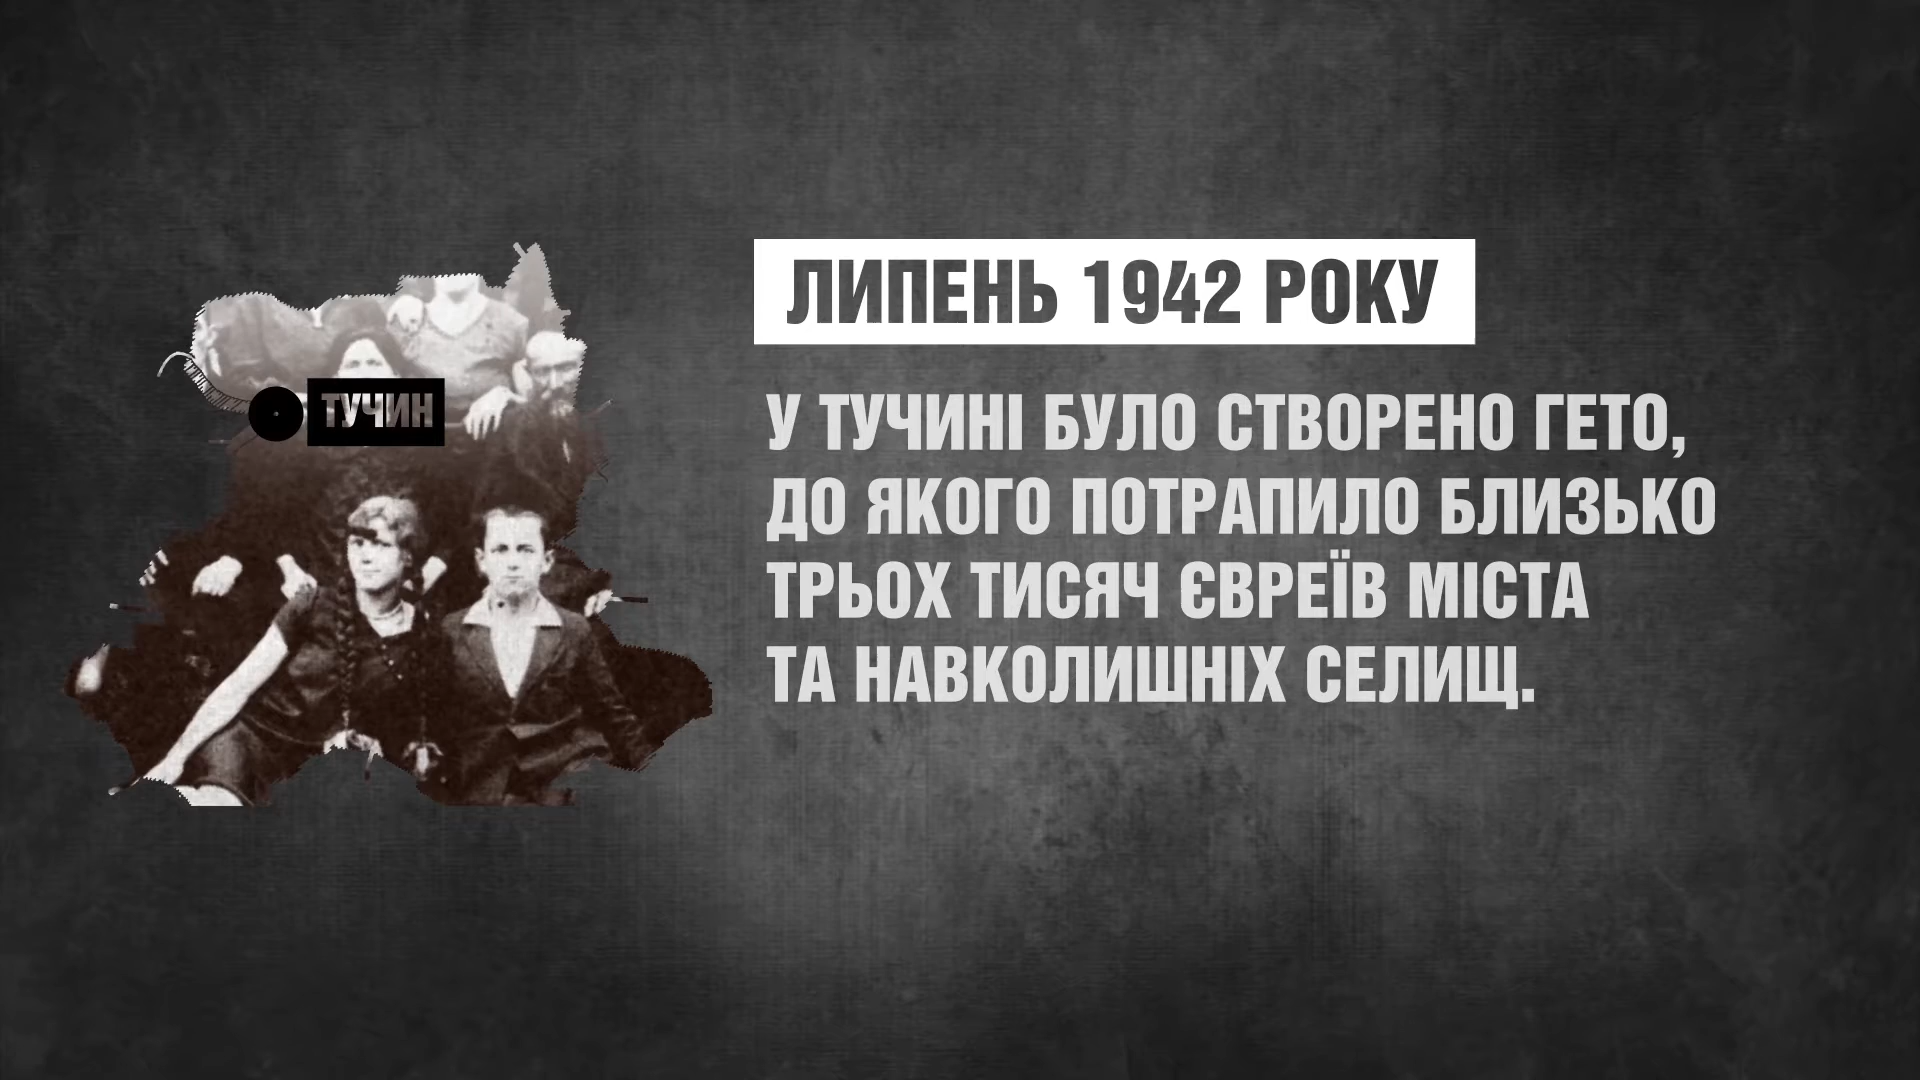 ЛИПЕНЬ 1942 РОКУ
ТУЧИН
У ТУЧИНІ БУЛО СТВОРЕНО ГЕТО,
ДО ЯКОГО ПОТРАПИЛО БЛИЗЬКО
ТРЬОХ ТИСЯЧ ЄВРЕЇВ МІСТА
ТА НАВКОЛИШНІХ СЕЛИЩ.